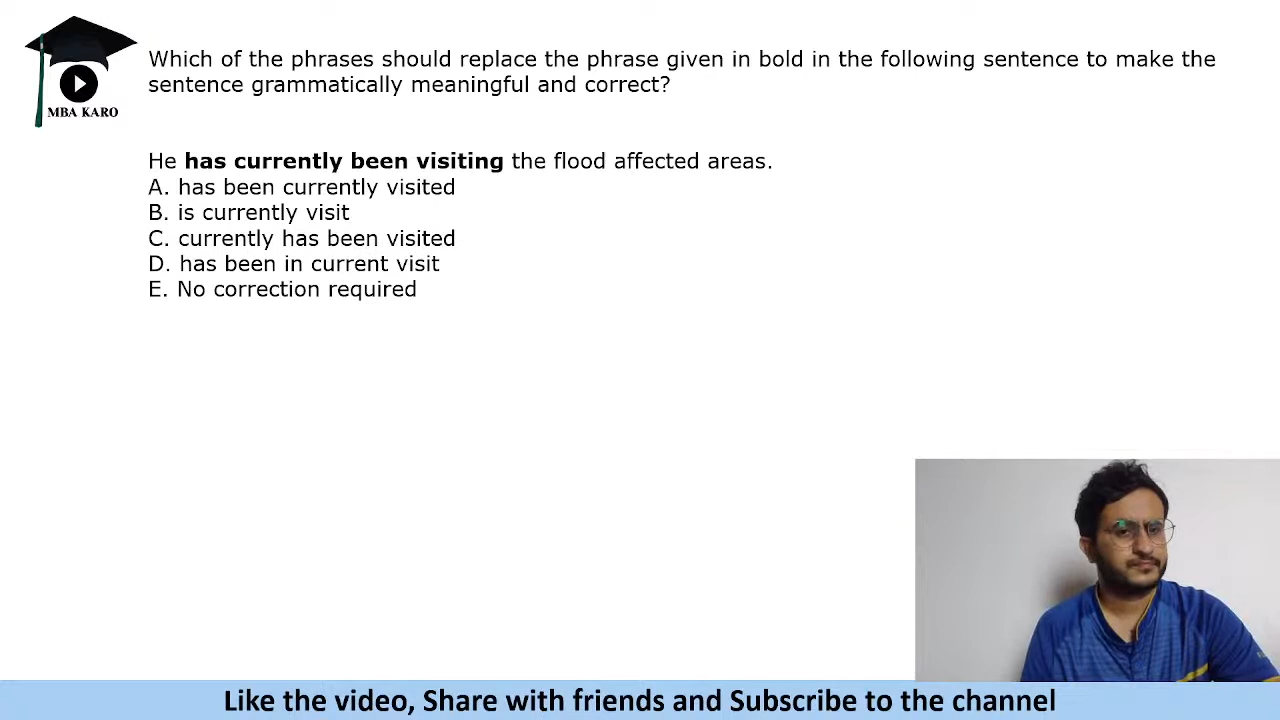 MBA KARO
Which of the phrases should replace the phrase given in bold in the following sentence to make the
sentence grammatically meaningful and correct?
He has currently been visiting the flood affected areas.
A. has been currently visited
B. is currently visit
C. currently has been visited
D. has been in current visit
E. No correction required
Like the video, Share with friends and Subscribe to the channel